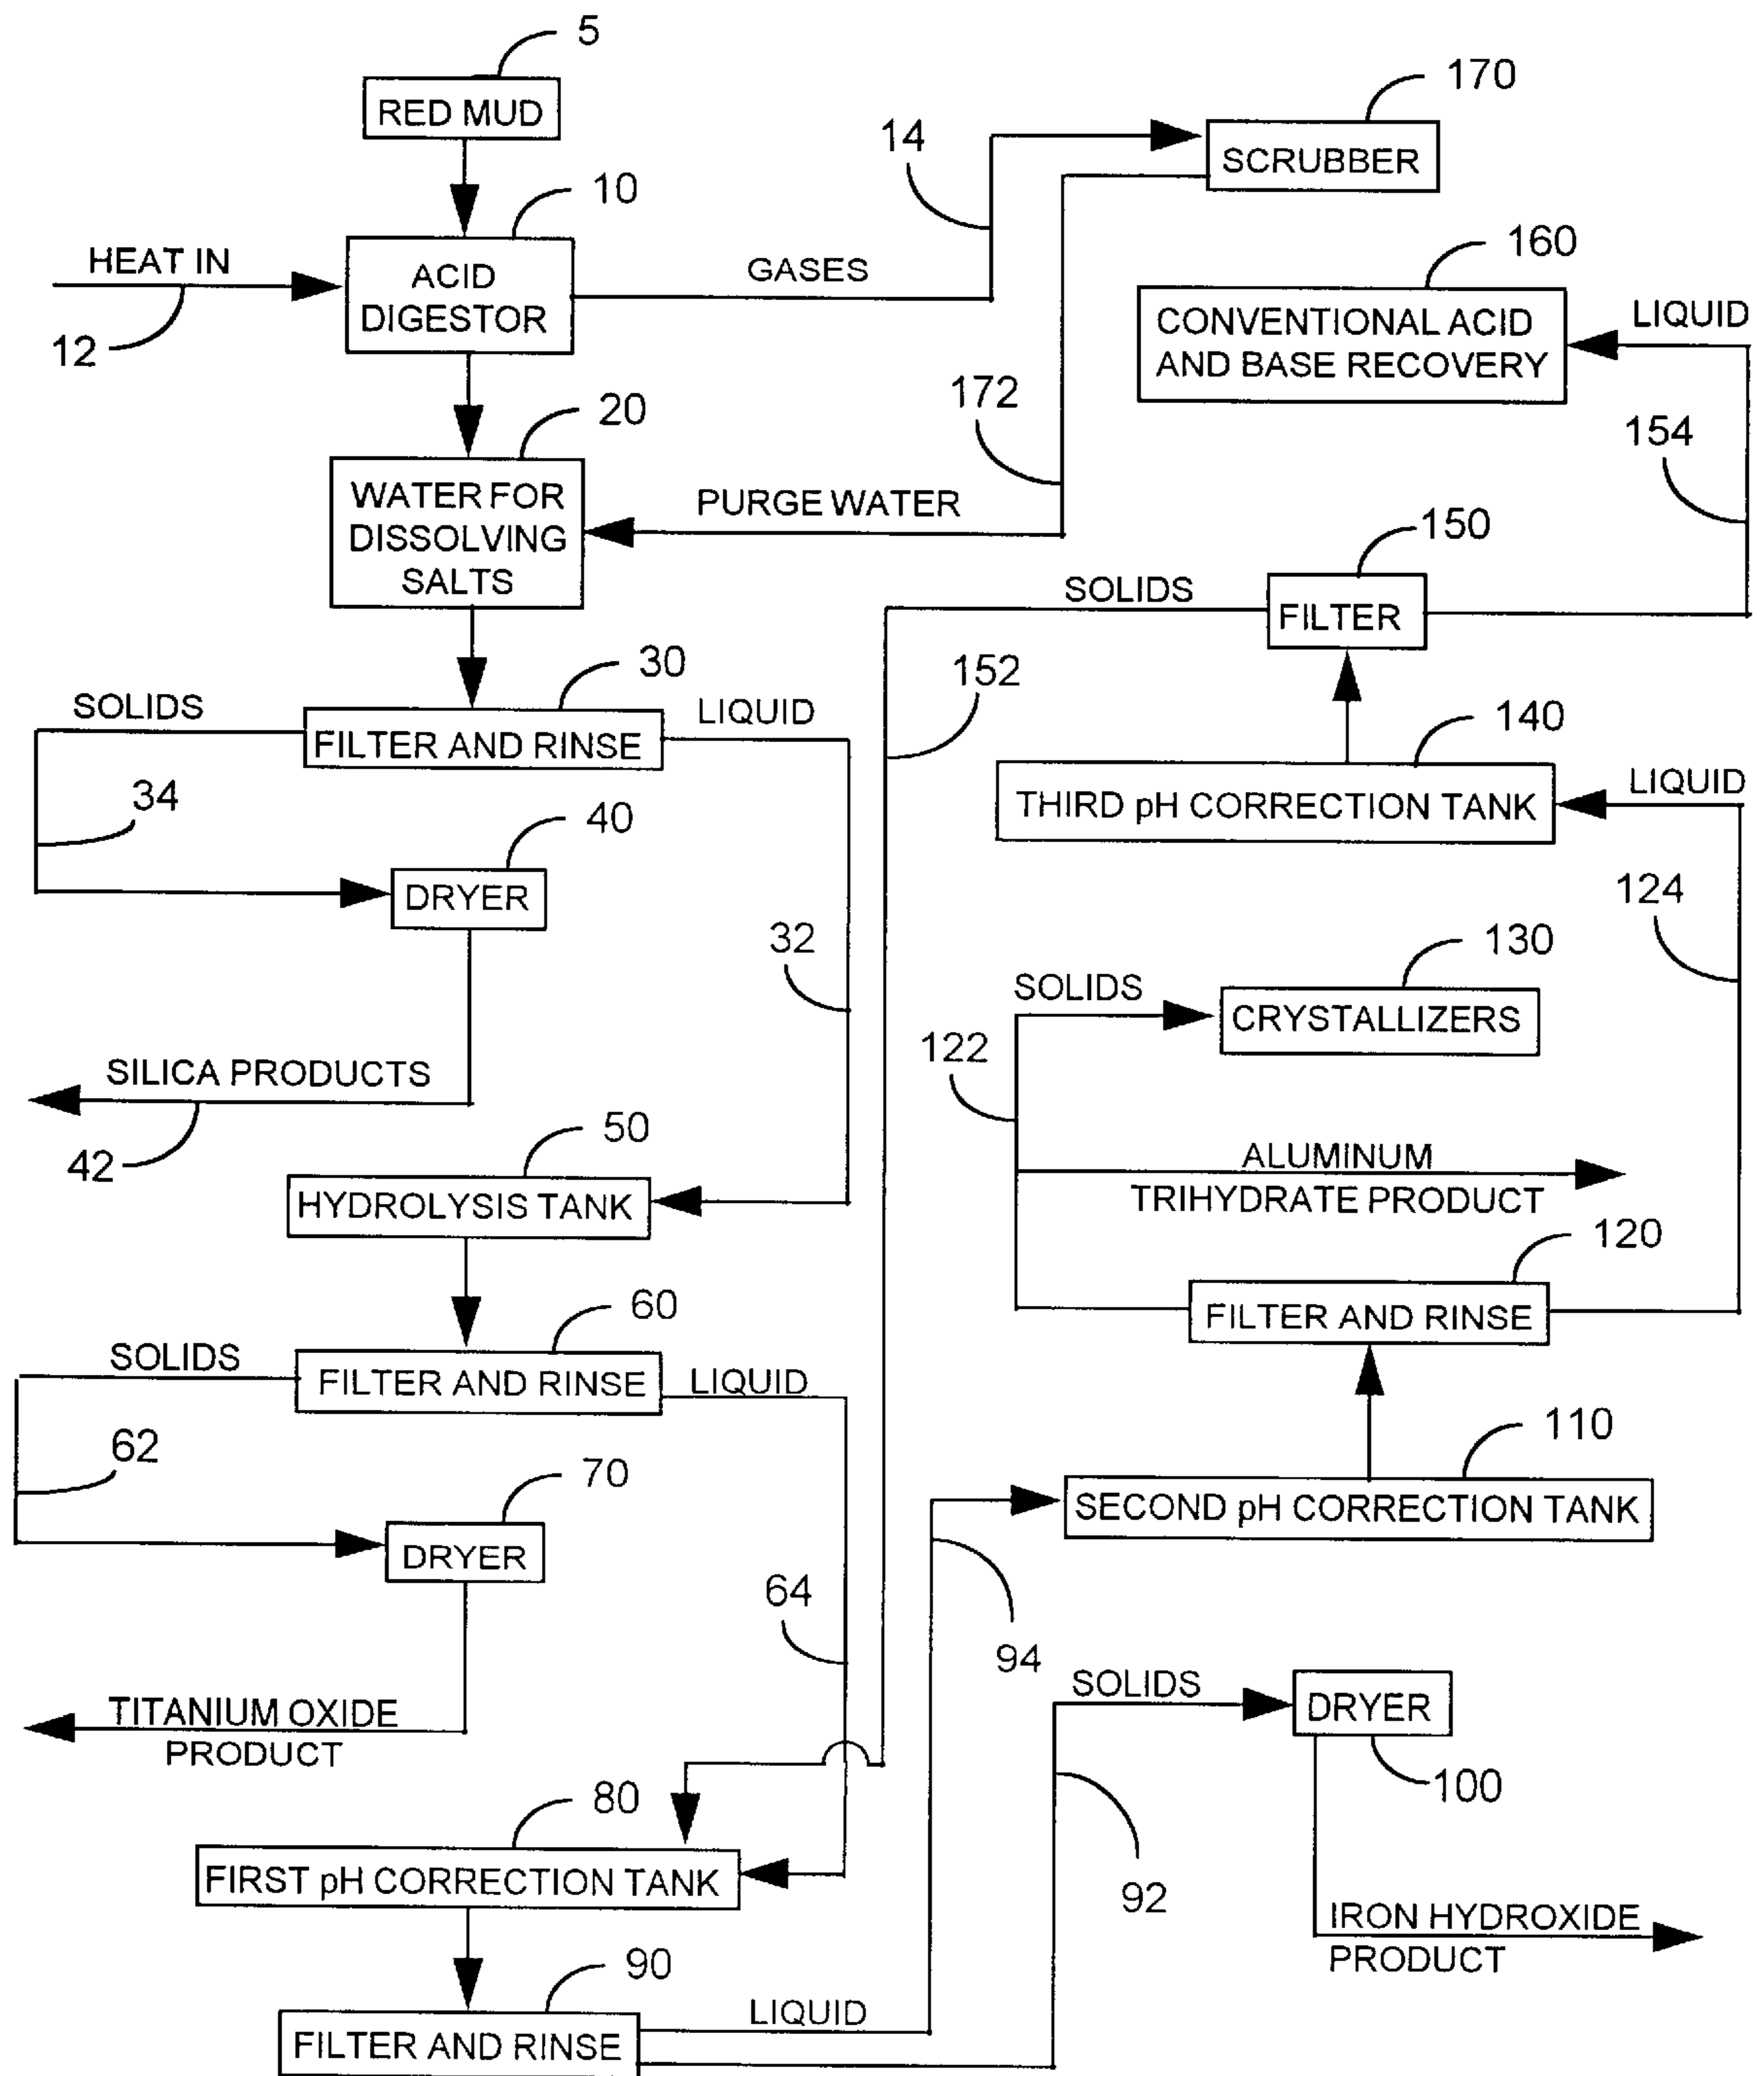 5
RED MUD
170
SCRUBBER
14
10
HEAT IN
ACID
DIGESTOR
GASES
12
160
CONVENTIONAL ACID
AND BASE RECOVERY
LIQUID
172
20
154
WATER FOR
DISSOLVING
SALTS
PURGE WATER
150
SOLIDS
FILTER
30
152
SOLIDS
FILTER AND RINSE
LIQUID
140
34
THIRD pH CORRECTION TANK
LIQUID
40
DRYER
124
32
130
SOLIDS
CRYSTALLIZERS
122
SILICA PRODUCTS
42
50
ALUMINUM
TRIHYDRATE PRODUCT
HYDROLYSIS TANK
120
60
FILTER AND RINSE
SOLIDS
FILTER AND RINSE
LIQUID
62
110
70
SECOND pH CORRECTION TANK
DRYER
64
94
SOLIDS
DRYER
TITANIUM OXIDE
PRODUCT
100
80
FIRST pH CORRECTION TANK
92
IRON HYDROXIDE
PRODUCT
90
LIQUID
FILTER AND RINSE